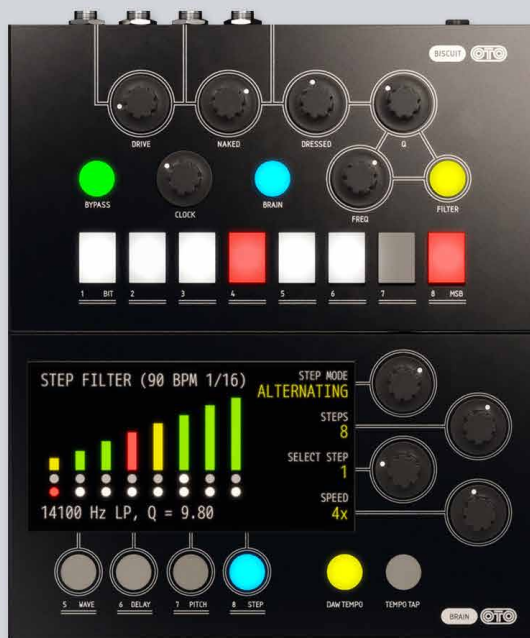 BISCUIT OTO
DRIVE
NAKED
DRESSED
Q
BYPASS
CLOCK
BRAIN
FREQ
FILTER
1 BIT
2
3
4
5
6
7
8 MSB
STEP FILTER (90 BPM 1/16)
STEP MODE
ALTERNATING
STEPS
8
SELECT STEP
1
SPEED
4x
14100 Hz LP, Q = 9.80
5 WAVE
6 DELAY
7 PITCH
8 STEP
DAW TEMPO
TEMPO TAP
BRAIN OTO